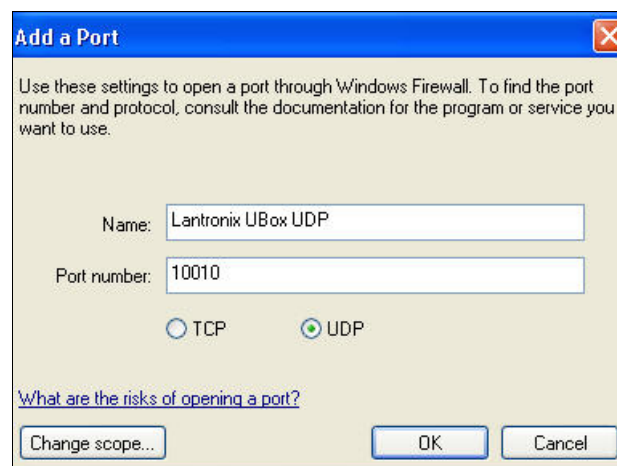 Add a Port
Use these settings to open a port through Windows Firewall. To find the port
number and protocol, consult the documentation for the program or service you
want to use.
Name: Lantronix UBox UDP
Port number: 10010
TCP UDP
What are the risks of opening a port?
Change scope... OK Cancel